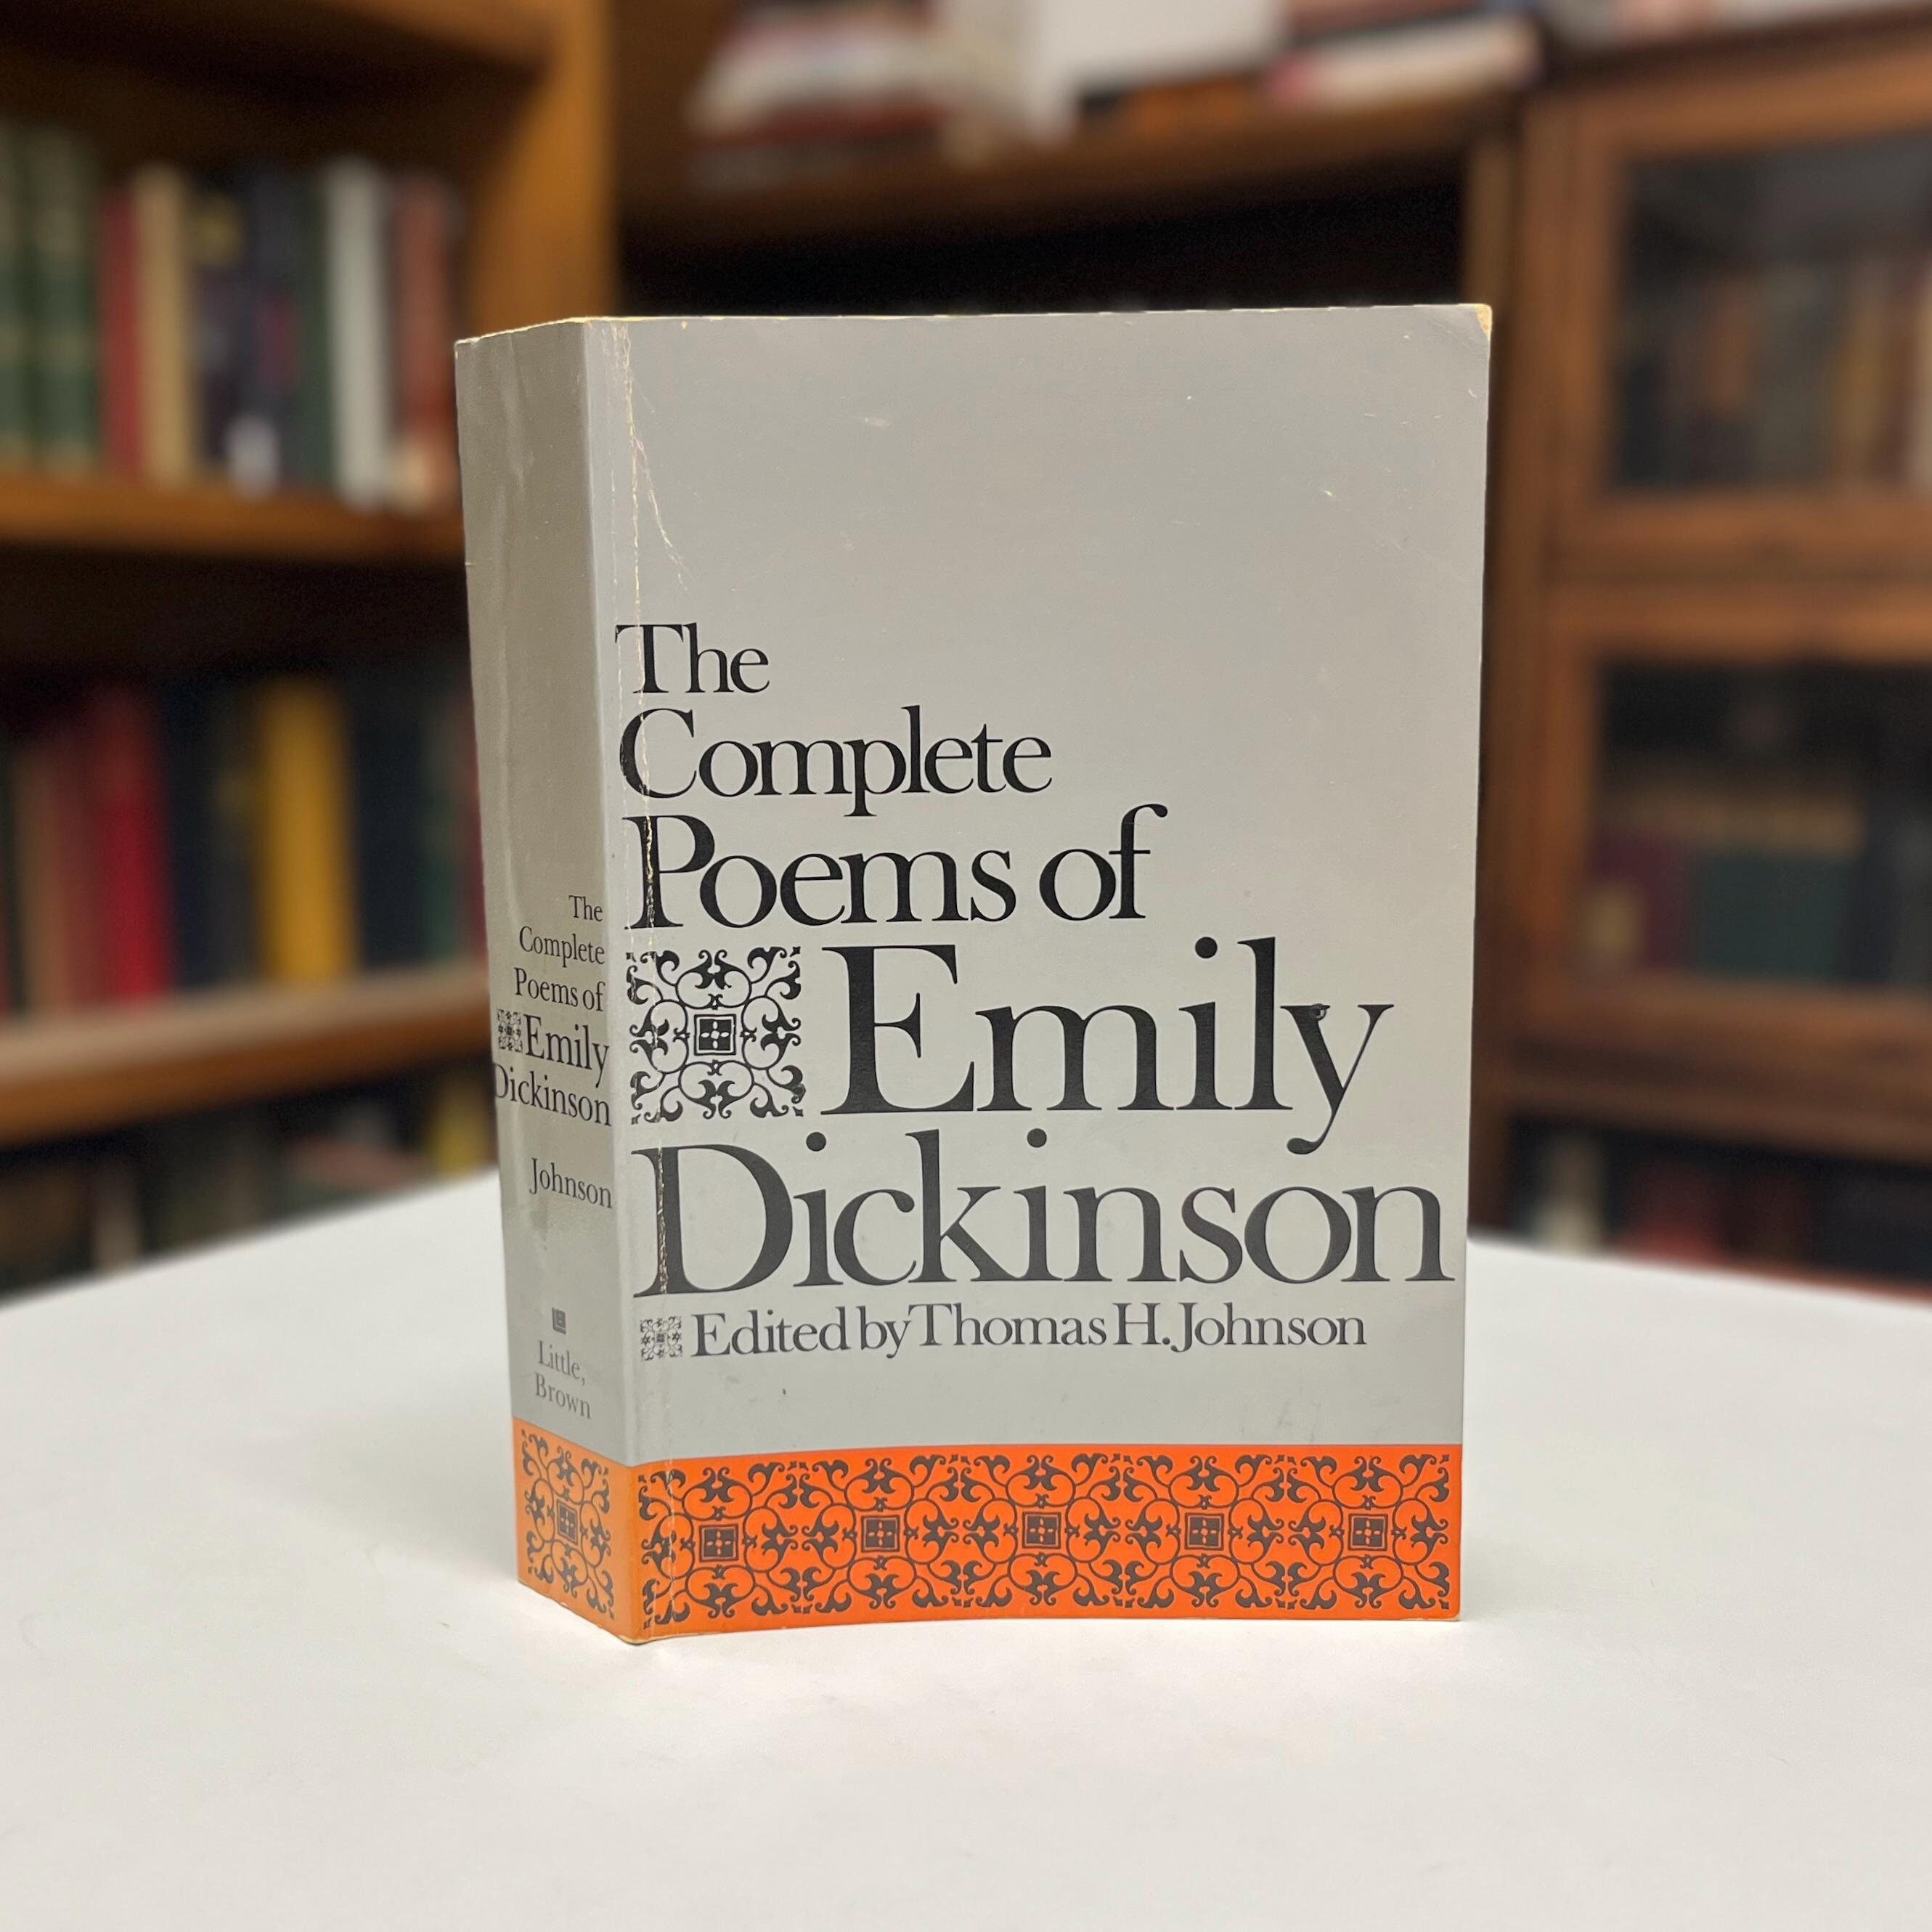 The
Complete
Poems of
Emily
Dickinson
Johnson
LB
Little,
Brown
The
Complete
Poems of
Emily
Dickinson
Edited by Thomas H. Johnson